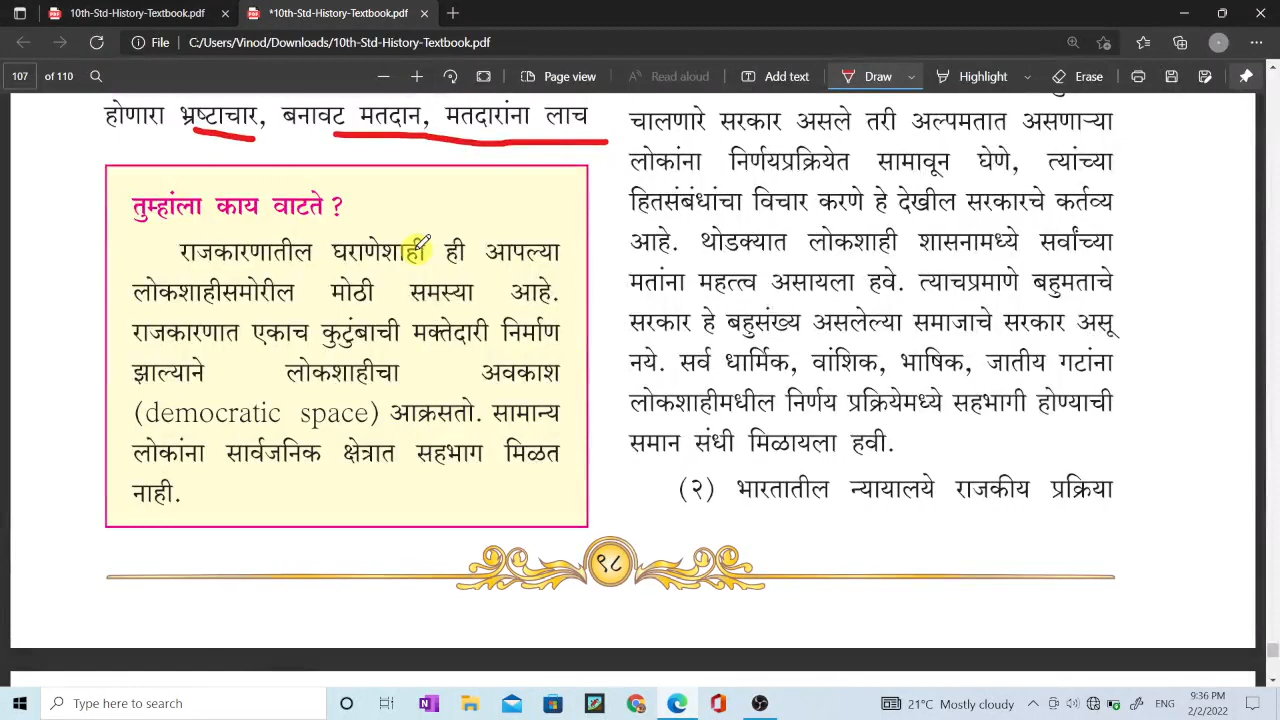 10th-Std-History-Textbook.pdf
*10th-Std-History-Textbook.pdf
File C:/Users/Vinod/Downloads/10th-Std-History-Textbook.pdf
107 of 110 Page view Read aloud Add text Draw Highlight Erase
होणारा भ्रष्टाचार, बनावट मतदान, मतदारांना लाच
तुम्हांला काय वाटते ?
राजकारणातील घराणेशाही ही आपल्या
लोकशाहीसमोरील मोठी समस्या आहे.
राजकारणात एकाच कुटुंबाची मक्तेदारी निर्माण
झाल्याने लोकशाहीचा अवकाश
(democratic space) आक्रसतो. सामान्य
लोकांना सार्वजनिक क्षेत्रात सहभाग मिळत
नाही.
चालणारे सरकार असले तरी अल्पमतात असणाऱ्या
लोकांना निर्णयप्रक्रियेत सामावून घेणे, त्यांच्या
हितसंबंधांचा विचार करणे हे देखील सरकारचे कर्तव्य
आहे. थोडक्यात लोकशाही शासनामध्ये सर्वांच्या
मतांना महत्त्व असायला हवे. त्याचप्रमाणे बहुमताचे
सरकार हे बहुसंख्य असलेल्या समाजाचे सरकार असू
नये. सर्व धार्मिक, वांशिक, भाषिक, जातीय गटांना
लोकशाहीमधील निर्णय प्रक्रियेमध्ये सहभागी होण्याची
समान संधी मिळायला हवी.
(२) भारतातील न्यायालये राजकीय प्रक्रिया
९८
Type here to search
21°C Mostly cloudy
ENG
9:36 PM
2/2/2022